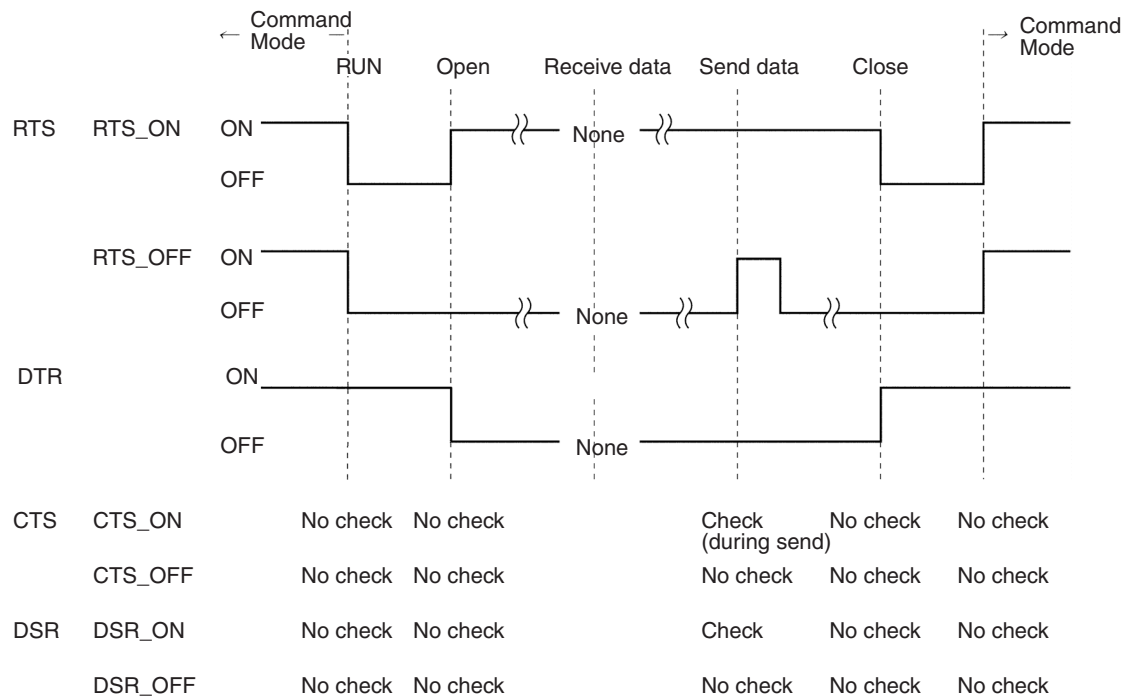 ← Command Mode
→ Command Mode
RUN Open Receive data Send data Close
RTS RTS_ON ON
None
OFF
RTS_OFF ON
OFF
None
DTR ON
OFF
None
CTS CTS_ON No check No check Check (during send) No check No check
CTS_OFF No check No check No check No check No check
DSR DSR_ON No check No check Check No check No check
DSR_OFF No check No check No check No check No check